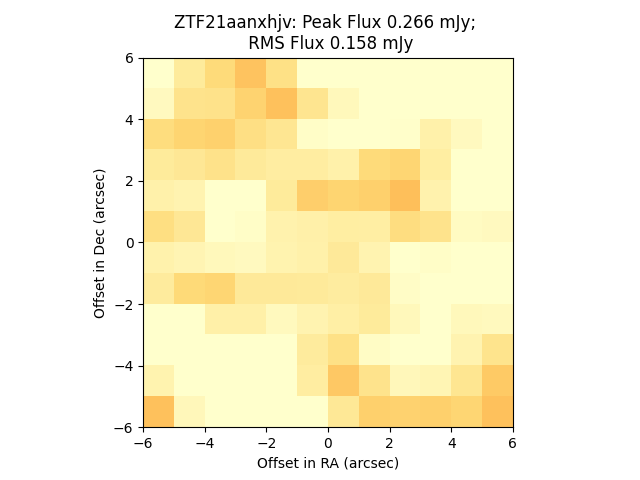 ZTF21aanxhjv: Peak Flux 0.266 mJy;
RMS Flux 0.158 mJy
6
4
2
0
−2
−4
−6
Offset in Dec (arcsec)
−6 −4 −2 0 2 4 6
Offset in RA (arcsec)